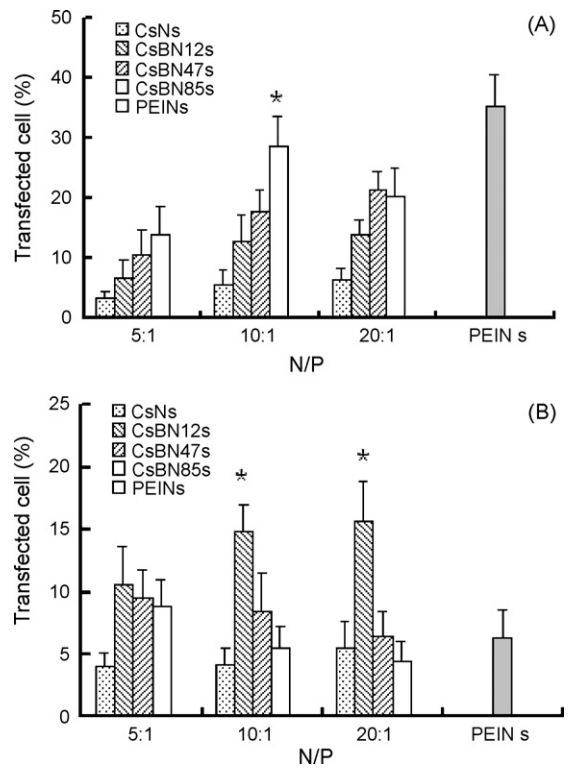 50
40
30
20
10
0
Transfected cell (%)
(A)
CsNs
CsBN12s
CsBN47s
CsBN85s
PEINs
*
5:1 10:1 20:1 PEIN s
N/P
25
20
15
10
5
0
Transfected cell (%)
(B)
CsNs
CsBN12s
CsBN47s
CsBN85s
PEINs
* *
5:1 10:1 20:1 PEIN s
N/P